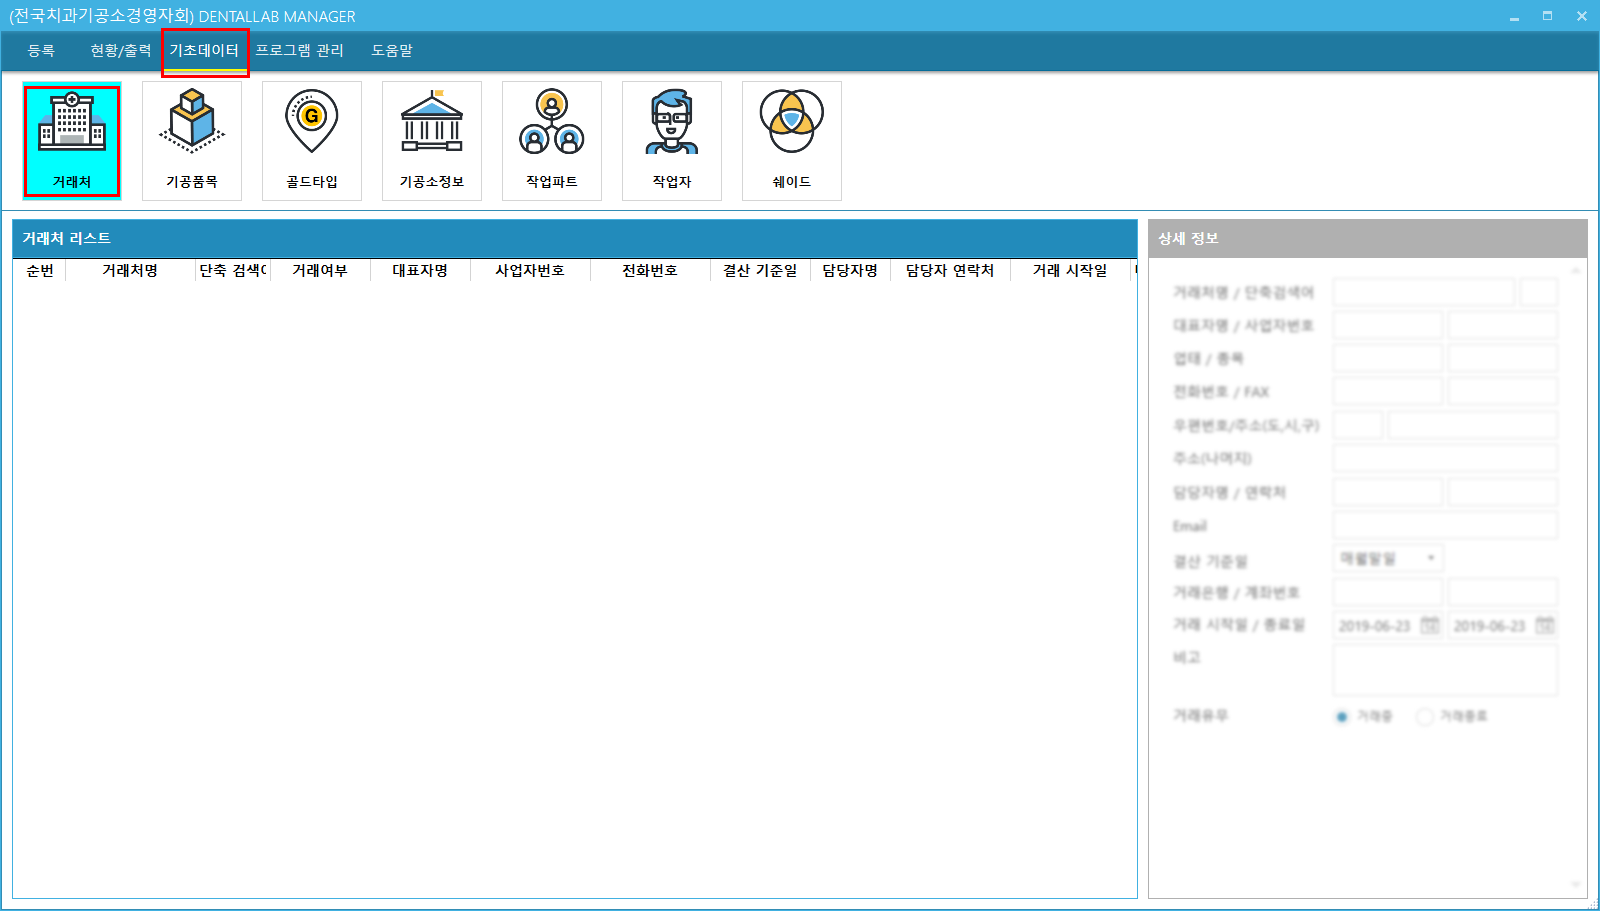 (전국치과기공소경영자회) DENTALLAB MANAGER
등록 현황/출력 기초데이터 프로그램 관리 도움말
G
거래처 기공품목 골드타입 기공소정보 작업파트 작업자 쉐이드
거래처 리스트
순번 거래처명 단축 검색 거래여부 대표자명 사업자번호 전화번호 결산 기준일 담당자명 담당자 연락처 거래 시작일
상세 정보
거래처명 / 단축검색어
대표자명 / 사업자번호
업태 / 종목
전화번호 / FAX
우편번호/주소(도,시,구)
주소(나머지)
담당자명 / 연락처
Email
결산 기준일 매월말일
거래은행 / 계좌번호
거래 시작일 / 종료일 2019-06-23 2019-06-23
비고
거래유무 거래중 거래종료